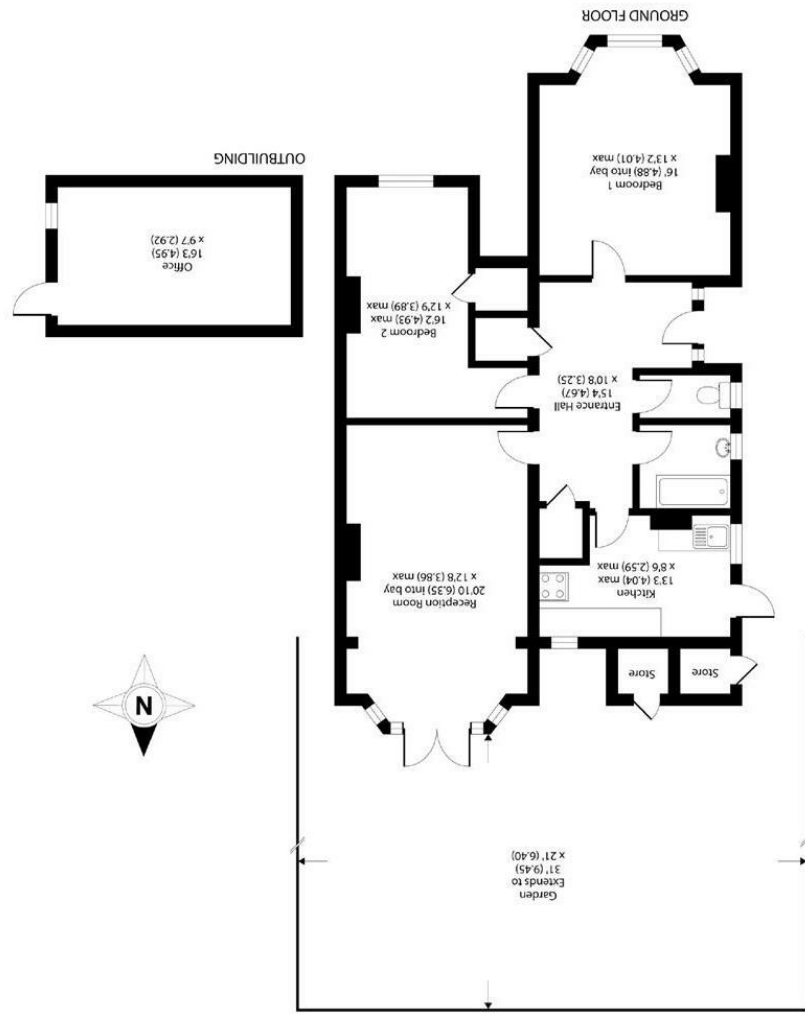 Garden
Extends to
31' (9.45)
x 21' (6.40)
Store
Store
N
Kitchen
13'3 (4.04) max
x 8'6 (2.59) max
Reception Room
20'10 (6.35) into bay
x 12'8 (3.86) max
Entrance Hall
15'4 (4.67)
x 10'8 (3.25)
Bedroom 2
16'2 (4.93) max
x 12'9 (3.89) max
Office
16'3 (4.95)
x 9'7 (2.92)
Bedroom 1
16' (4.88) into bay
x 13'2 (4.01) max
OUTBUILDING
GROUND FLOOR